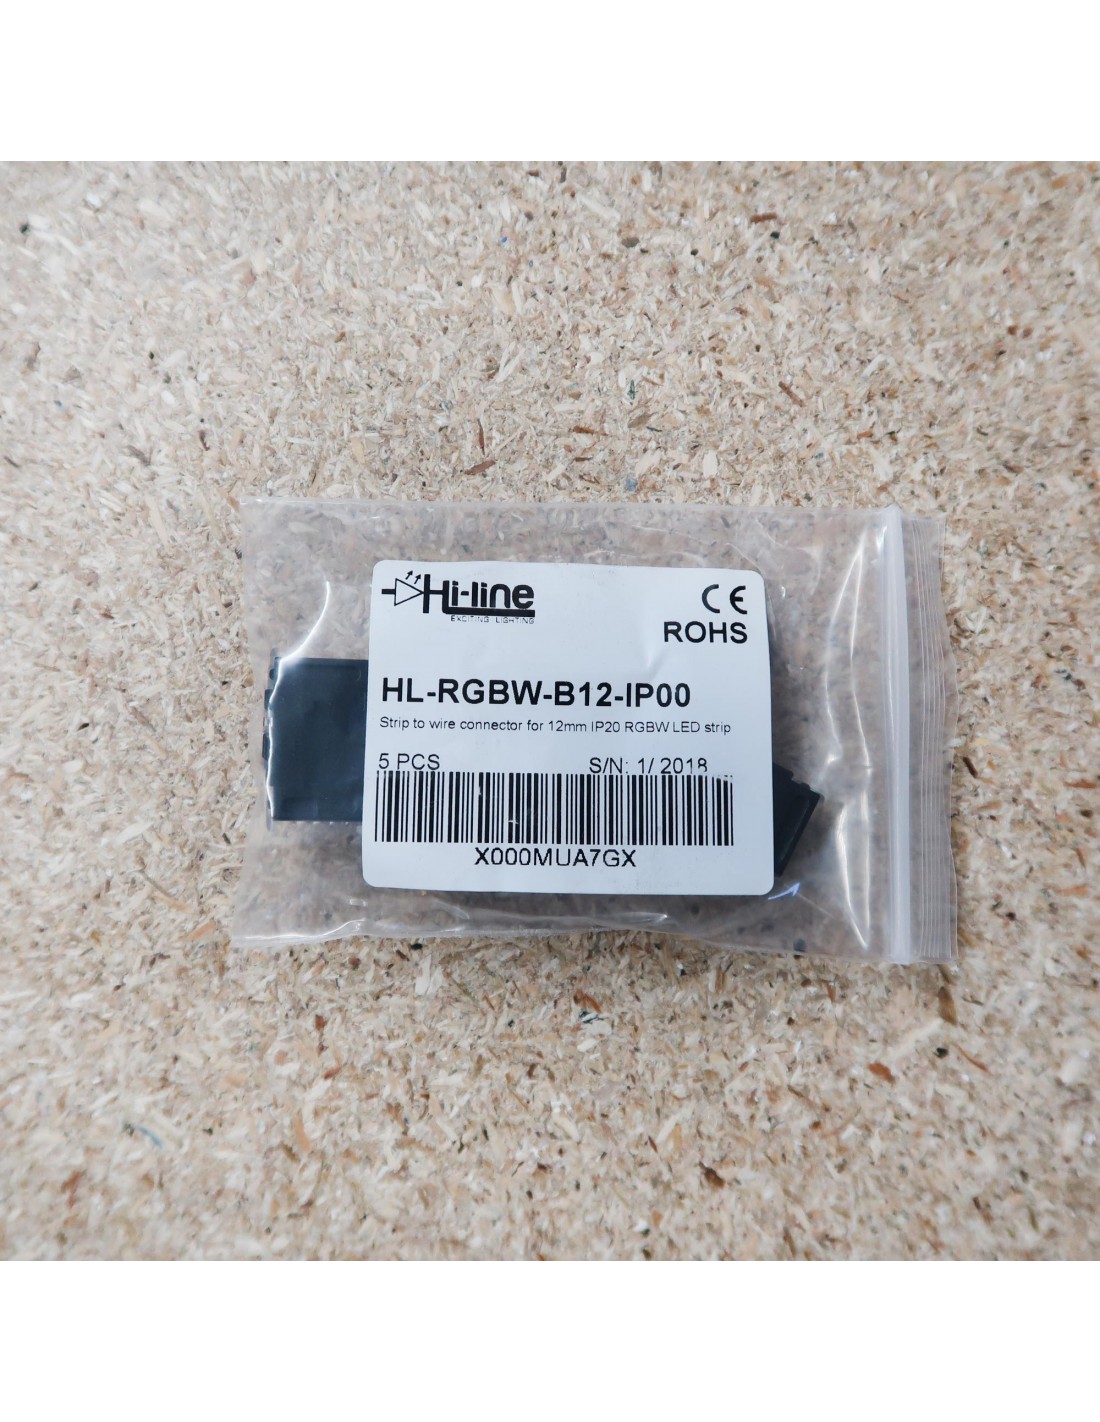 Hi-line
EXCITING LIGHTING
CE
ROHS
HL-RGBW-B12-IP00
Strip to wire connector for 12mm IP20 RGBW LED strip
5 PCS S/N: 1/ 2018
X000MUA7GX